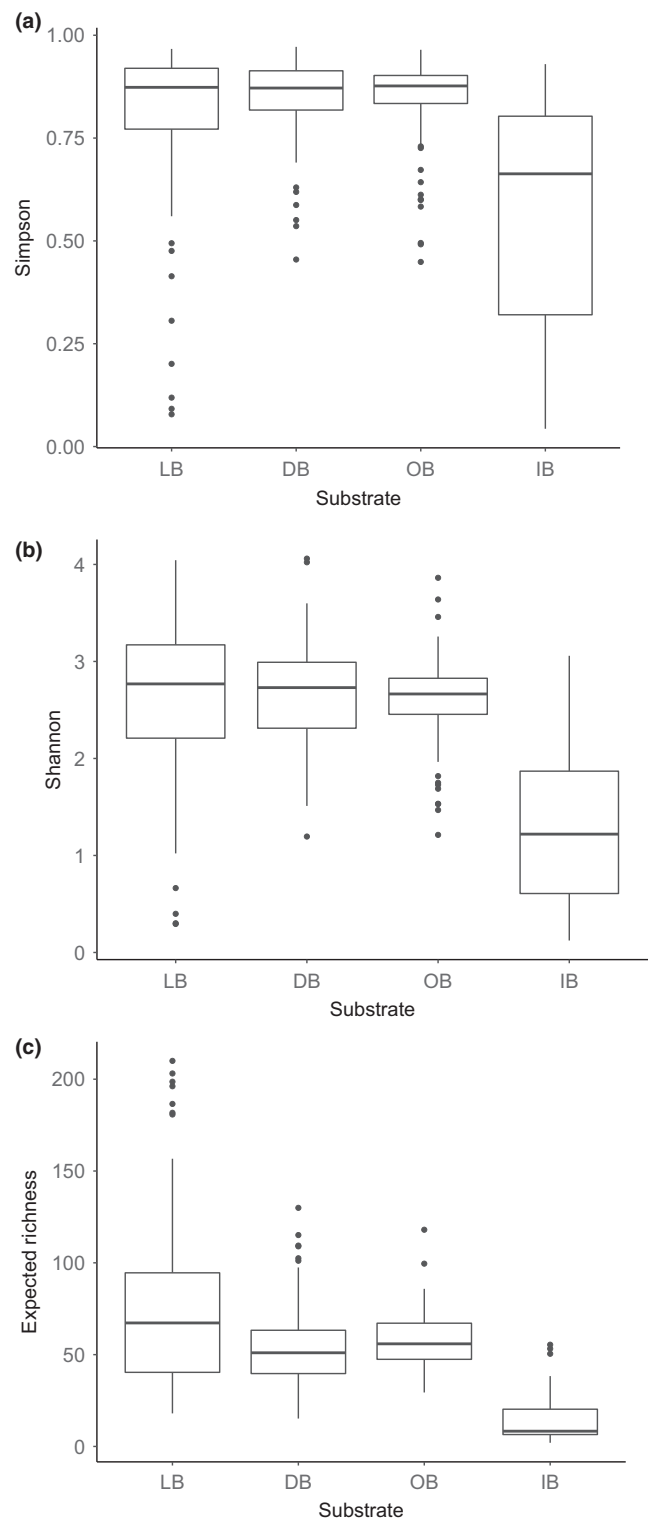 (a)
1.00
0.75
0.50
0.25
0.00
Simpson
LB DB OB IB
Substrate
(b)
4
3
2
1
0
Shannon
LB DB OB IB
Substrate
(c)
200
150
100
50
0
Expected richness
LB DB OB IB
Substrate